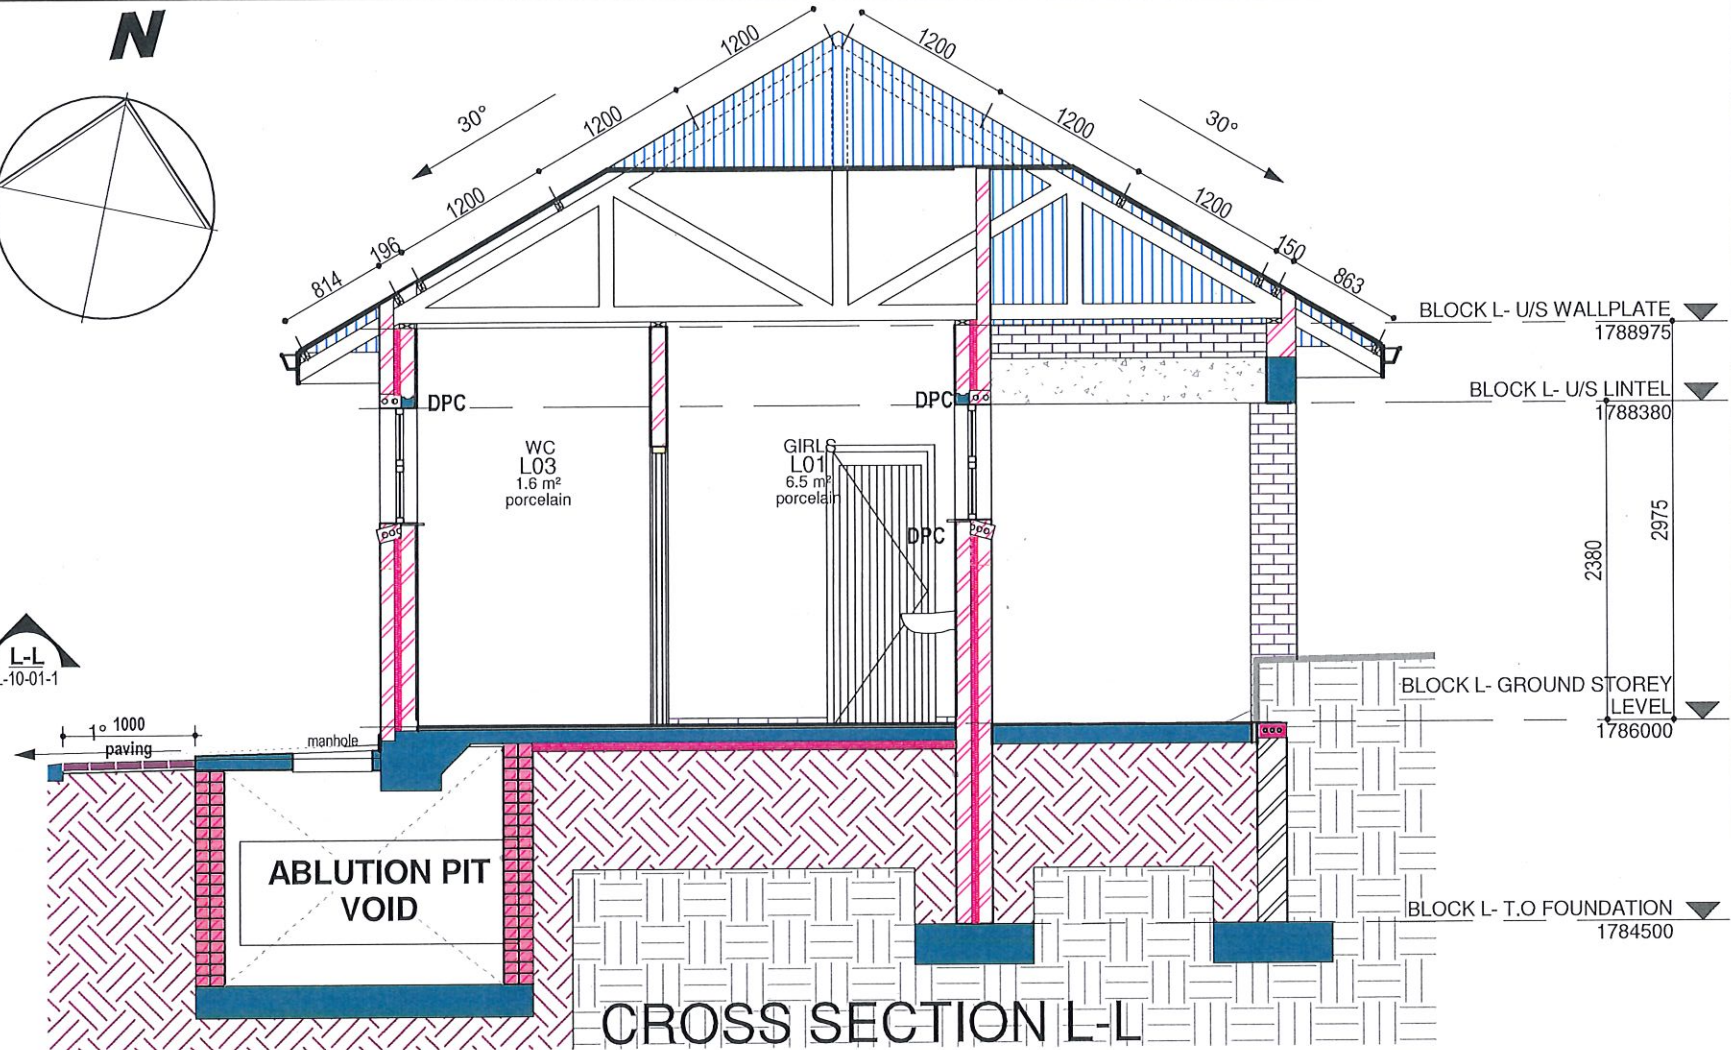 N
1200
1200
30°
30°
1200
1200
1200
1200
196
150
814
863
BLOCK L- U/S WALLPLATE
1788975
BLOCK L- U/S LINTEL
1788380
DPC
DPC
WC
L03
1.6 m²
porcelain
GIRLS
L01
6.5 m²
porcelain
DPC
2975
2380
L-L
L-10-01-1
BLOCK L- GROUND STOREY
LEVEL
1786000
1° 1000
paving
manhole
ABLUTION PIT
VOID
BLOCK L- T.O FOUNDATION
1784500
CROSS SECTION L-L